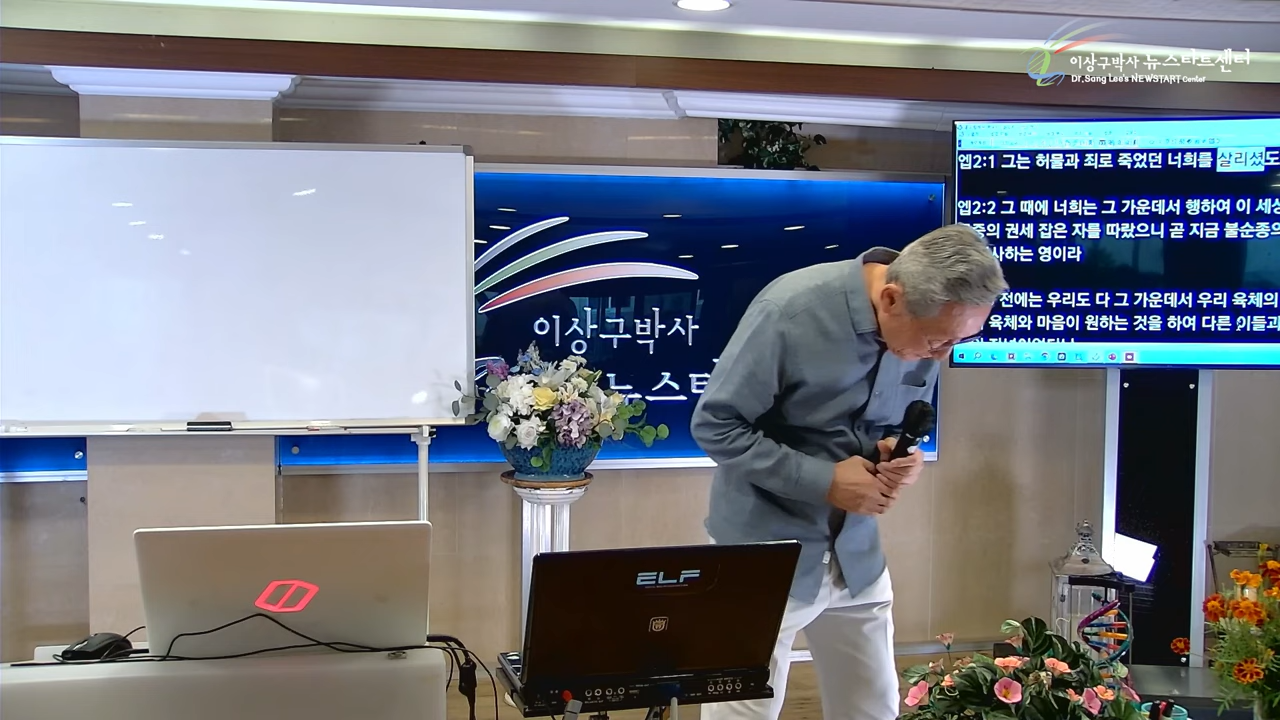 이상구박사 뉴스타트센터
Dr. Sang Lee's NEWSTART Center
엡2:1 그는 허물과 죄로 죽었던 너희를 살리셨도
엡2:2 그 때에 너희는 그 가운데서 행하여 이 세상
중의 권세 잡은 자를 따랐으니 곧 지금 불순종의
사하는 영이라
전에는 우리도 다 그 가운데서 우리 육체의
육체와 마음이 원하는 것을 하여 다른 이들과
이상구박사
뉴스타
ELF